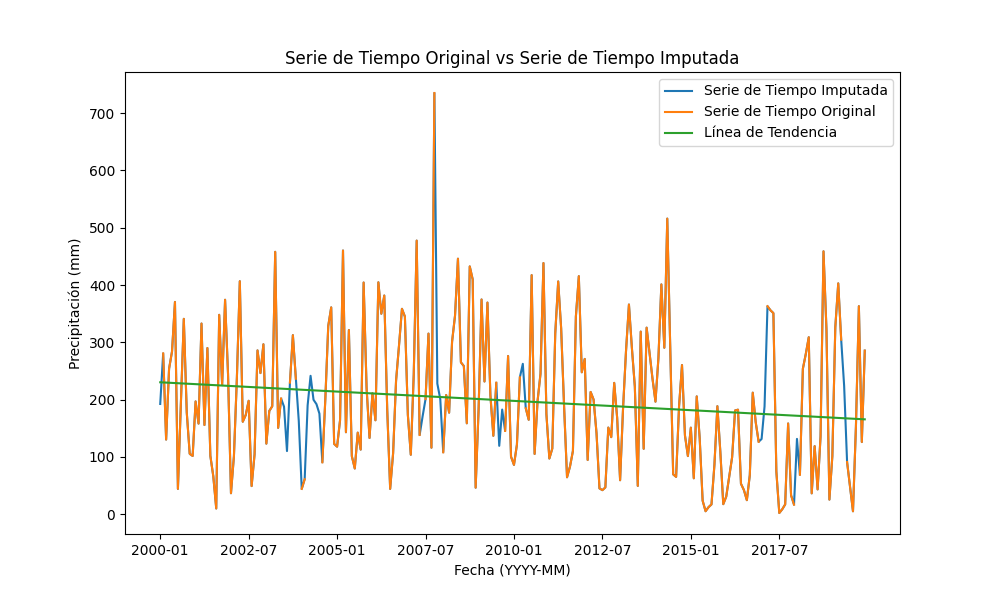 Serie de Tiempo Original vs Serie de Tiempo Imputada
Serie de Tiempo Imputada
Serie de Tiempo Original
Línea de Tendencia
Precipitación (mm)
700
600
500
400
300
200
100
0
2000-01 2002-07 2005-01 2007-07 2010-01 2012-07 2015-01 2017-07
Fecha (YYYY-MM)